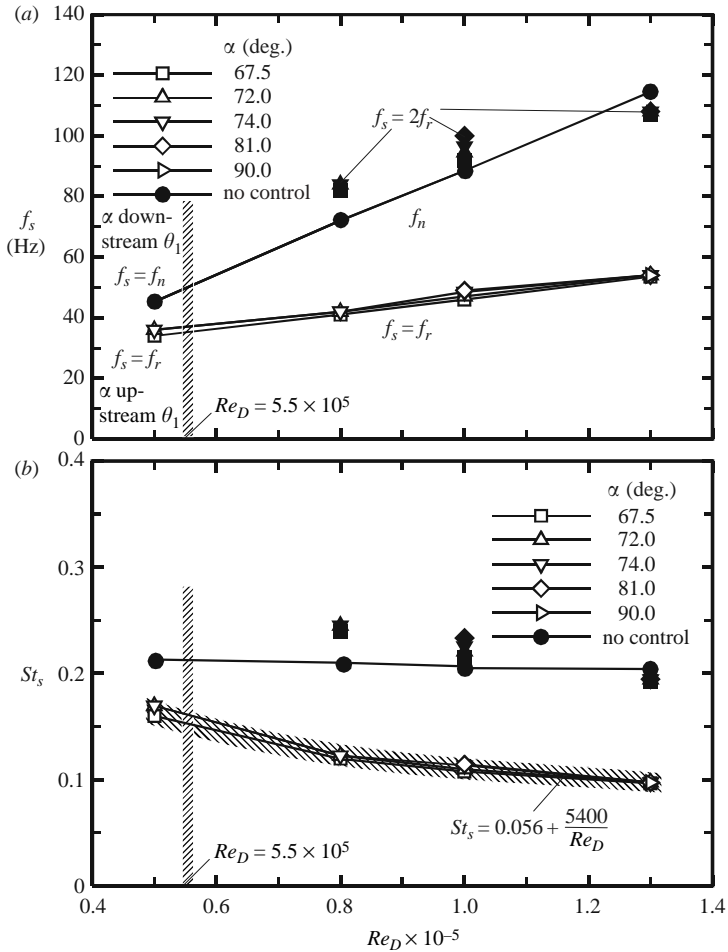 (a)
140
120
100
80
60
40
20
0
f_s
(Hz)
α (deg.)
67.5
72.0
74.0
81.0
90.0
no control
α down-
stream θ_1
f_s = f_n
f_s = f_r
α up-
stream θ_1
f_s = 2f_r
f_n
f_s = f_r
Re_D = 5.5 × 10^5
(b)
0.4
0.3
0.2
0.1
0
St_s
α (deg.)
67.5
72.0
74.0
81.0
90.0
no control
St_s = 0.056 + 5400/Re_D
Re_D = 5.5 × 10^5
0.4 0.6 0.8 1.0 1.2 1.4
Re_D × 10^−5